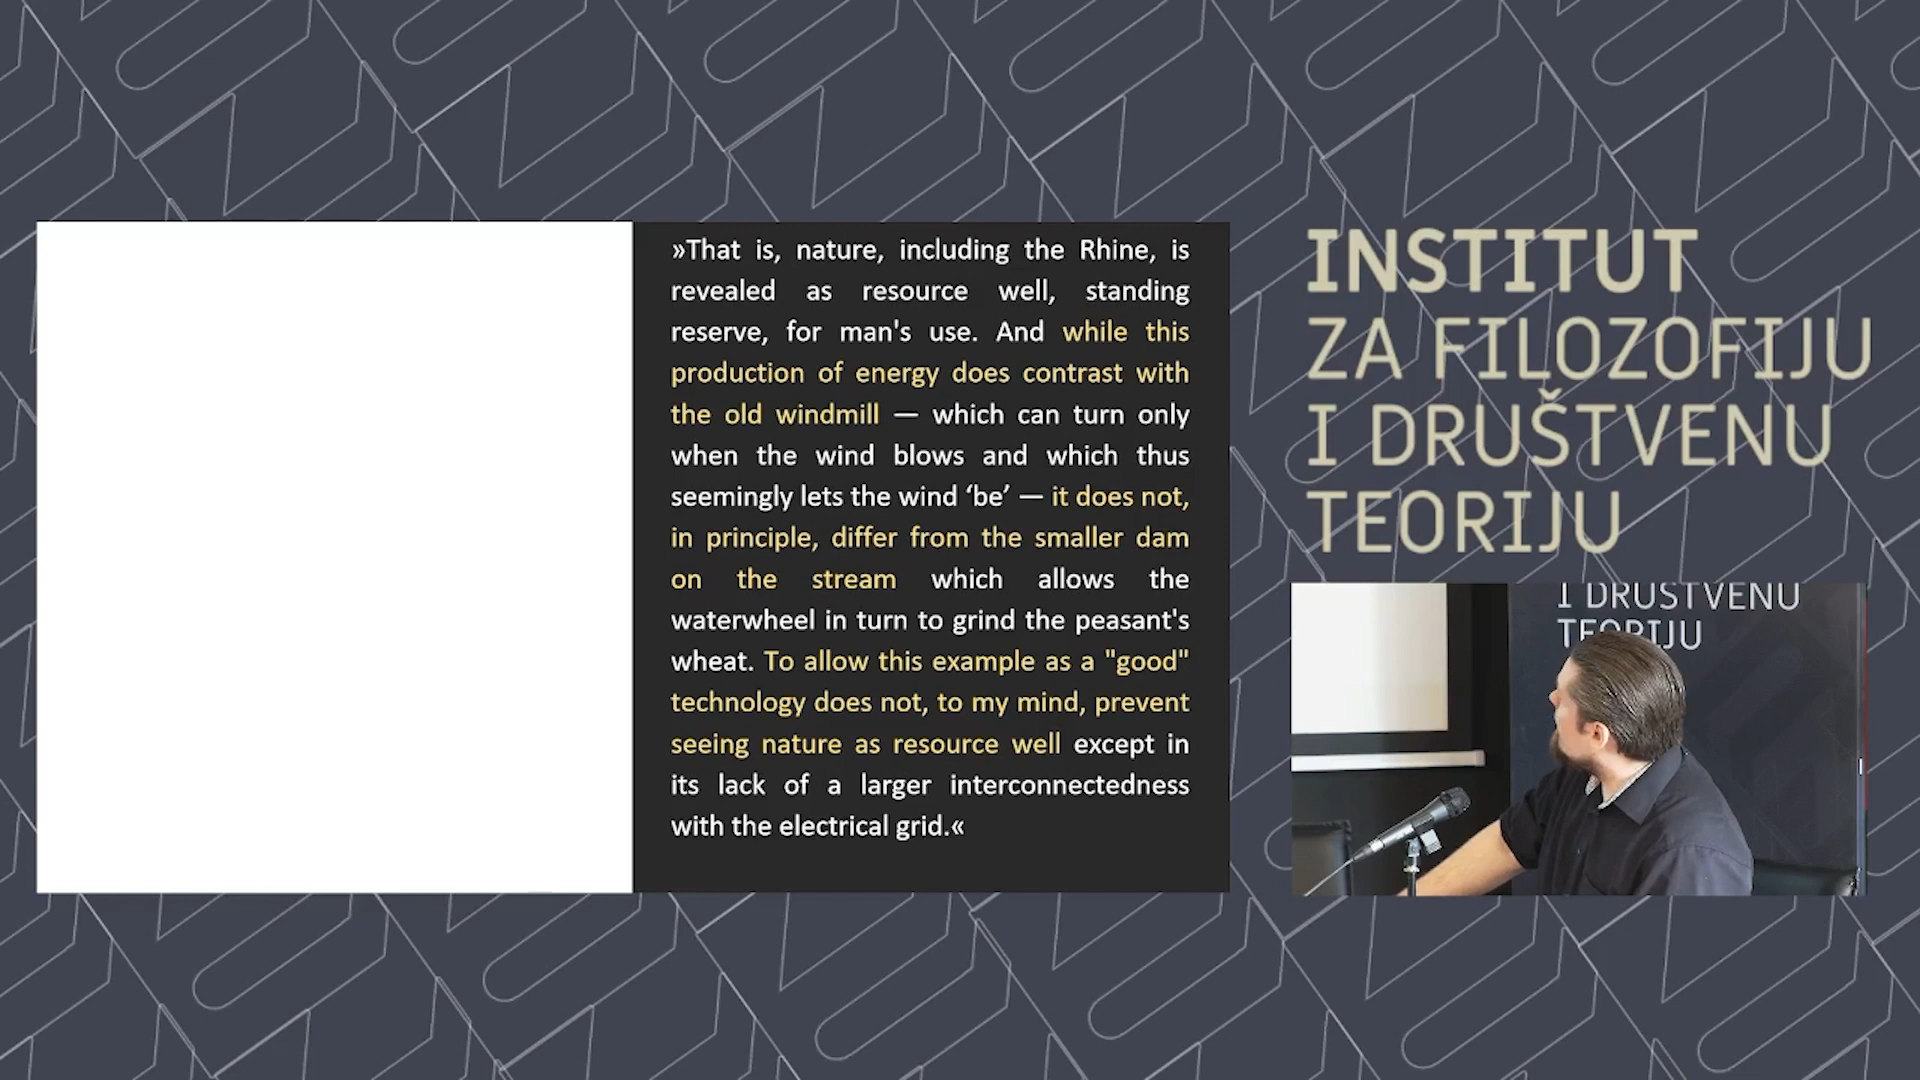 »That is, nature, including the Rhine, is
revealed as resource well, standing
reserve, for man's use. And while this
production of energy does contrast with
the old windmill — which can turn only
when the wind blows and which thus
seemingly lets the wind ‘be’ — it does not,
in principle, differ from the smaller dam
on the stream which allows the
waterwheel in turn to grind the peasant's
wheat. To allow this example as a "good"
technology does not, to my mind, prevent
seeing nature as resource well except in
its lack of a larger interconnectedness
with the electrical grid.«
INSTITUT
ZA FILOZOFIJU
I DRUŠTVENU
TEORIJU
I DRUŠTVENU
TEORIJU